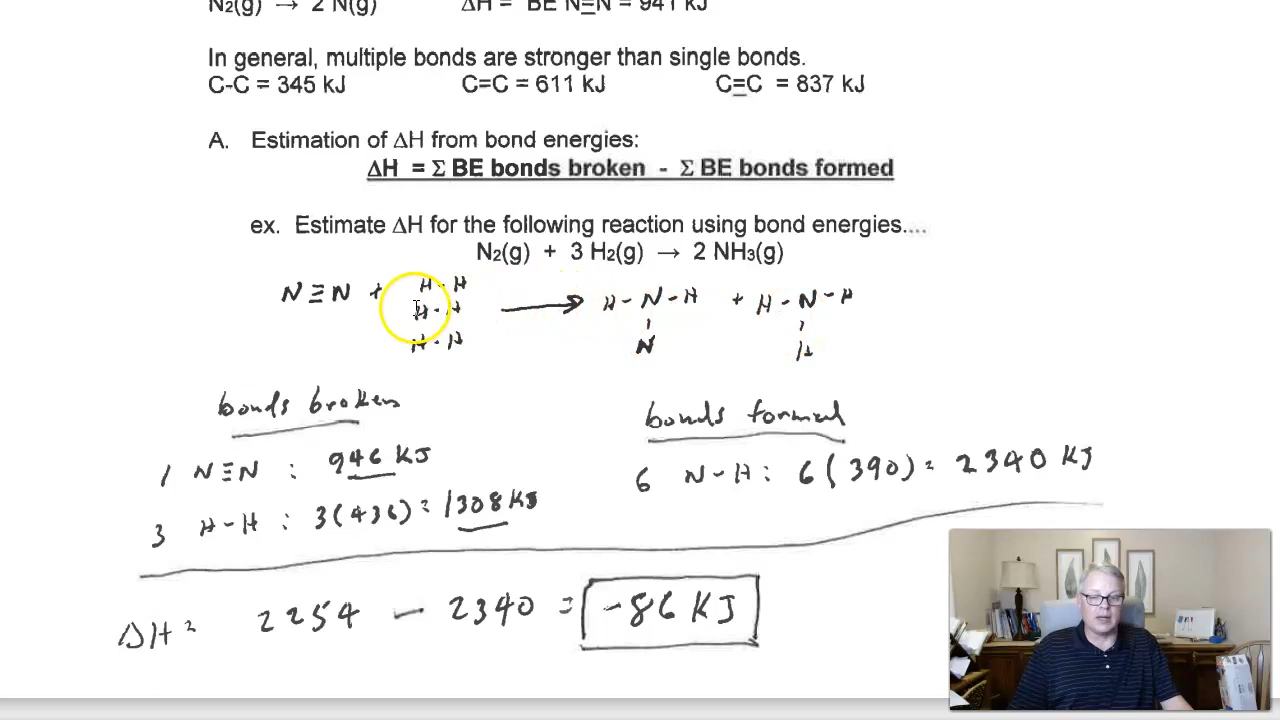 N2(g) → 2 N(g) ΔH = BE N≡N = 941 kJ
In general, multiple bonds are stronger than single bonds.
C-C = 345 kJ C=C = 611 kJ C≡C = 837 kJ
A. Estimation of ΔH from bond energies:
ΔH = Σ BE bonds broken - Σ BE bonds formed
ex. Estimate ΔH for the following reaction using bond energies....
N2(g) + 3 H2(g) → 2 NH3(g)
N≡N + H-H → H-N-H + H-N-H
H-H
H-H N H
bonds broken bonds formed
1 N≡N : 946 KJ 6 N-H : 6(390) = 2340 KJ
3 H-H : 3(436) = 1308 KJ
ΔH = 2254 - 2340 = -86 KJ